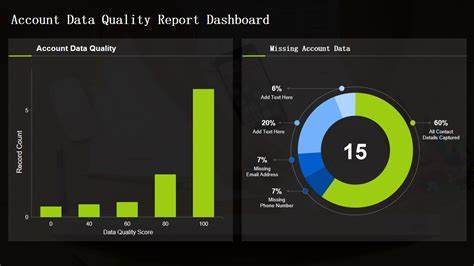 Account Data Quality Report Dashboard
Account Data Quality
5
0
Record Count
0
40
60
80
100
Data Quality Score
Missing Account Data
6%
Add Text Here
20%
Add Text Here
7%
Missing
Email Address
7%
Missing
Phone Number
15
60%
All Contact
Details Captured